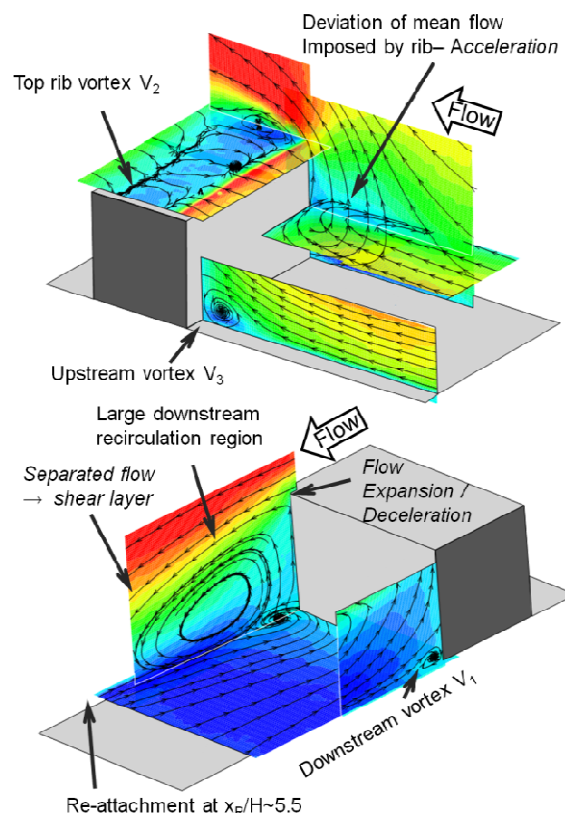 Deviation of mean flow
Imposed by rib– Acceleration
Top rib vortex V2
Flow
Upstream vortex V3
Large downstream
recirculation region
Flow
Separated flow
→ shear layer
Flow
Expansion /
Deceleration
Downstream vortex V1
Re-attachment at xR/H~5.5